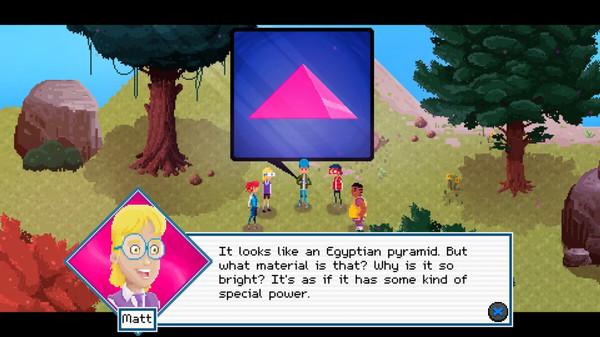 It looks like an Egyptian pyramid. But
what material is that? Why is it so
bright? It's as if it has some kind of
special power.
Matt